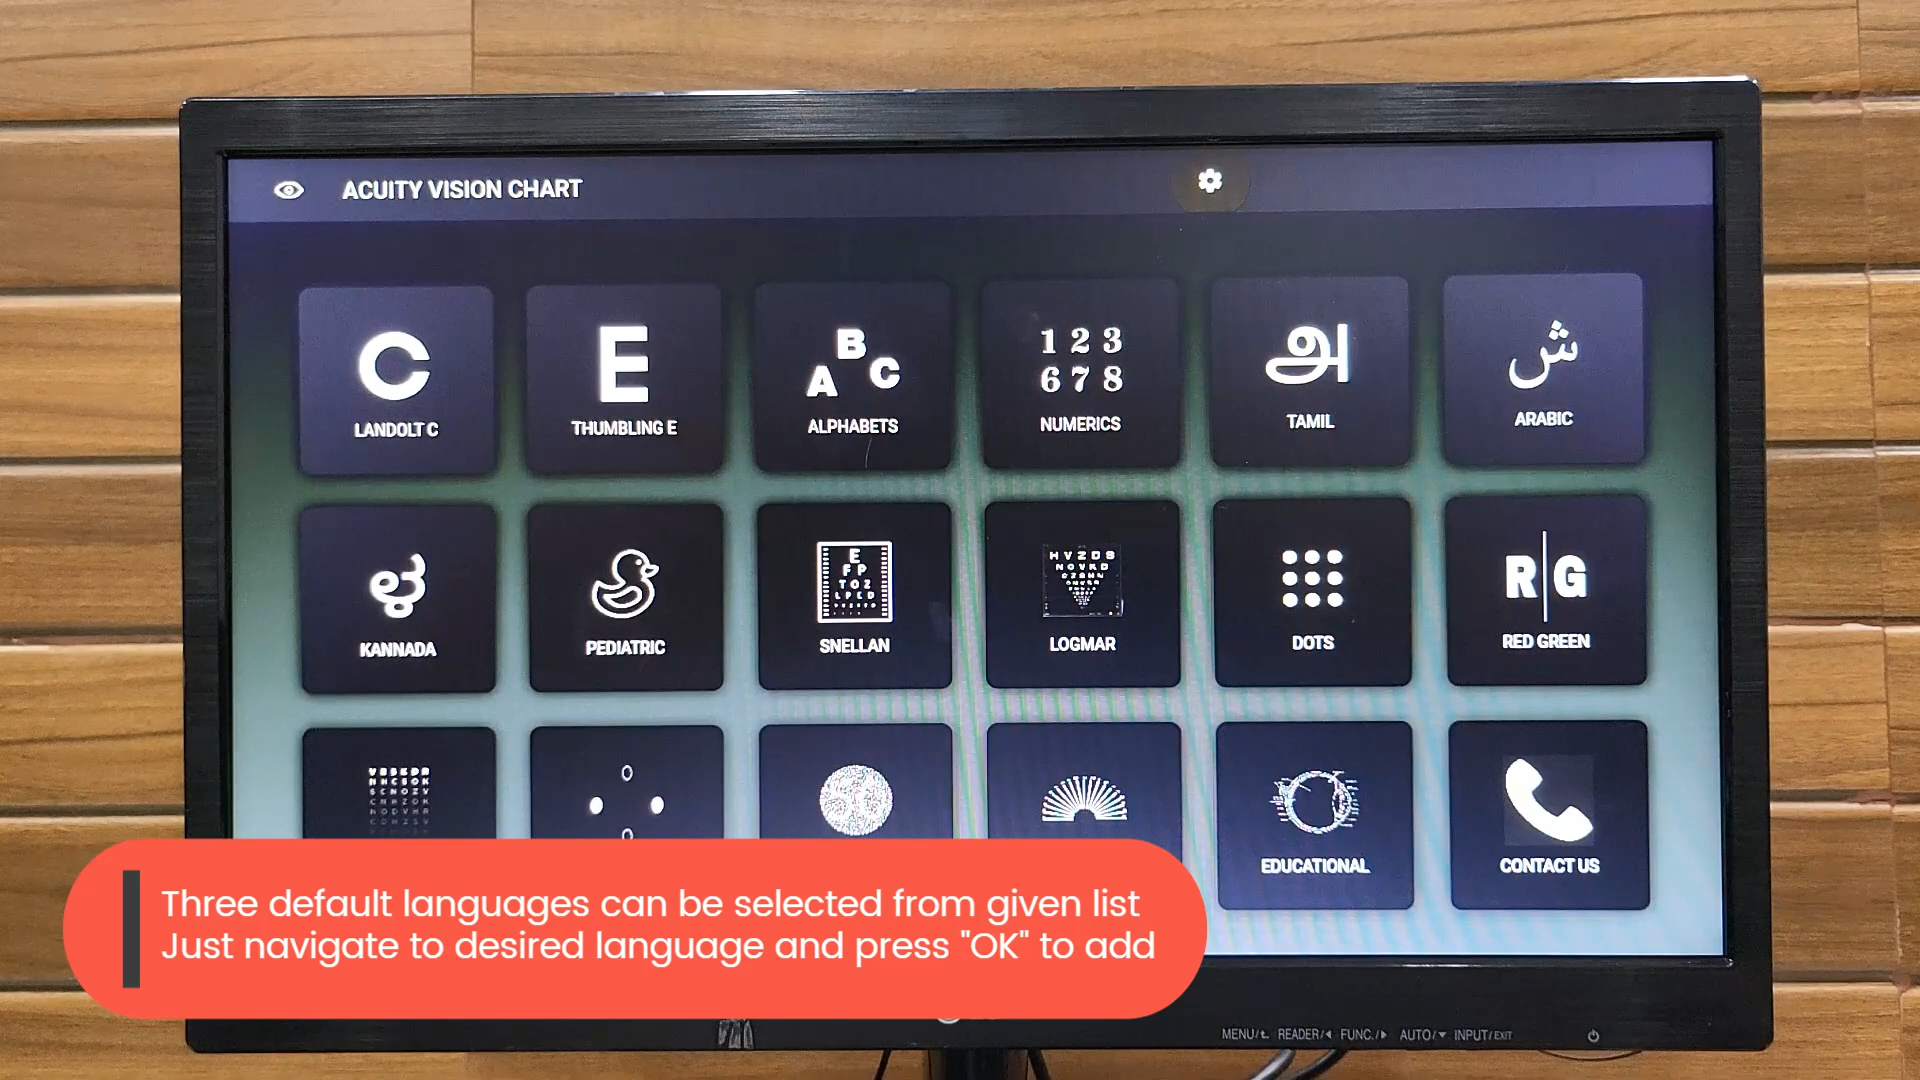 ACUITY VISION CHART
C
LANDOLT C
E
THUMBLING E
A B C
ALPHABETS
1 2 3
6 7 8
NUMERICS
அ
TAMIL
ش
ARABIC
KANNADA
PEDIATRIC
E
F P
T O Z
L P E D
SNELLAN
H V Z D S
N O V K D
LOGMAR
DOTS
R G
RED GREEN
EDUCATIONAL
CONTACT US
Three default languages can be selected from given list
Just navigate to desired language and press "OK" to add
MENU/ READER/ FUNC./ AUTO/ INPUT/EXIT